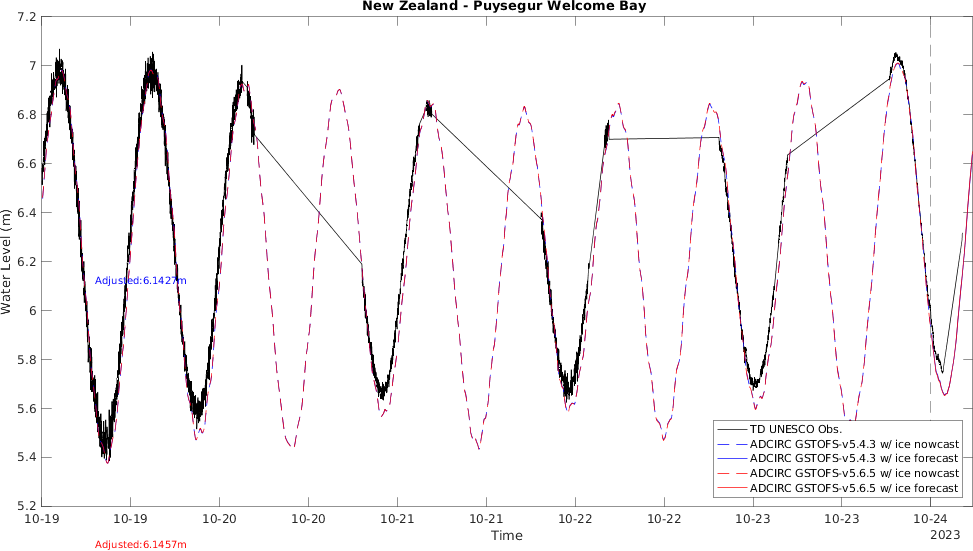 New Zealand - Puysegur Welcome Bay
7.2
7
6.8
6.6
6.4
6.2
6
5.8
5.6
5.4
5.2
Water Level (m)
Adjusted:6.1427m
TD UNESCO Obs.
ADCIRC GSTOFS-v5.4.3 w/ ice nowcast
ADCIRC GSTOFS-v5.4.3 w/ ice forecast
ADCIRC GSTOFS-v5.6.5 w/ ice nowcast
ADCIRC GSTOFS-v5.6.5 w/ ice forecast
10-19 10-19 10-20 10-20 10-21 10-21 10-22 10-22 10-23 10-23 10-24
2023
Time
Adjusted:6.1457m